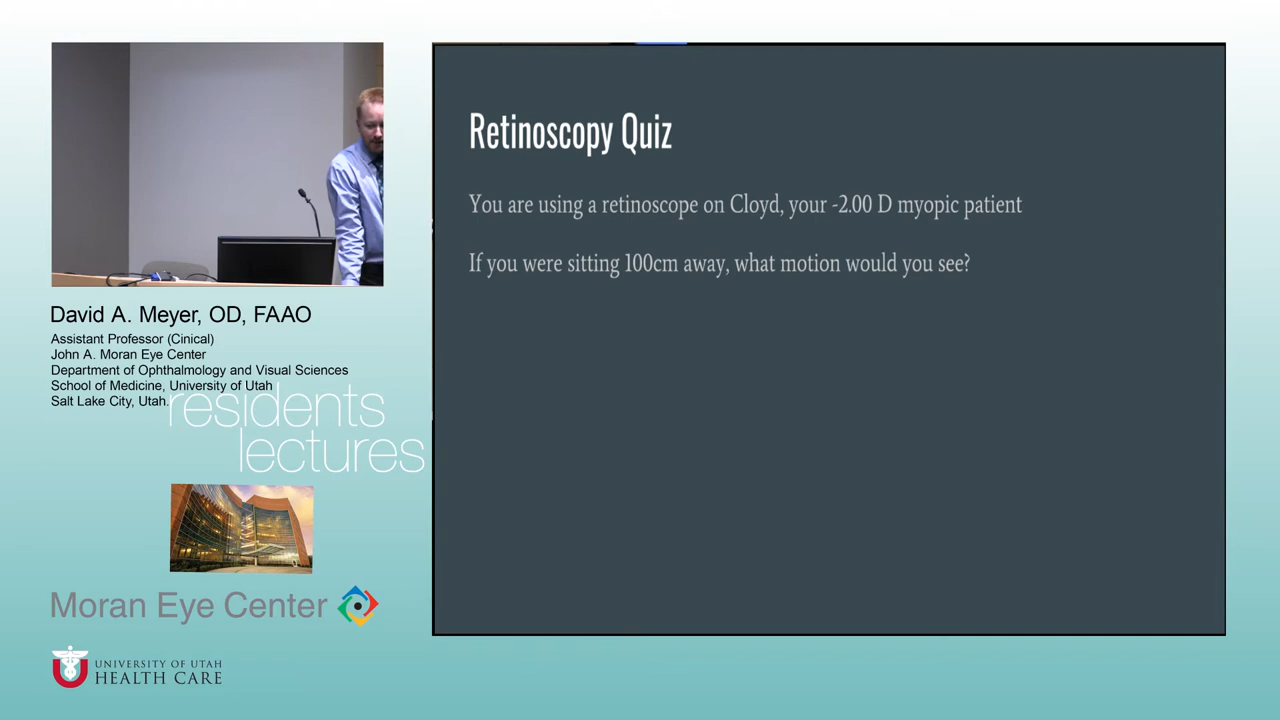 Retinoscopy Quiz
You are using a retinoscope on Cloyd, your -2.00 D myopic patient
If you were sitting 100cm away, what motion would you see?
David A. Meyer, OD, FAAO
Assistant Professor (Cinical)
John A. Moran Eye Center
Department of Ophthalmology and Visual Sciences
School of Medicine, University of Utah
Salt Lake City, Utah.
residents
lectures
Moran Eye Center
UNIVERSITY OF UTAH
HEALTH CARE